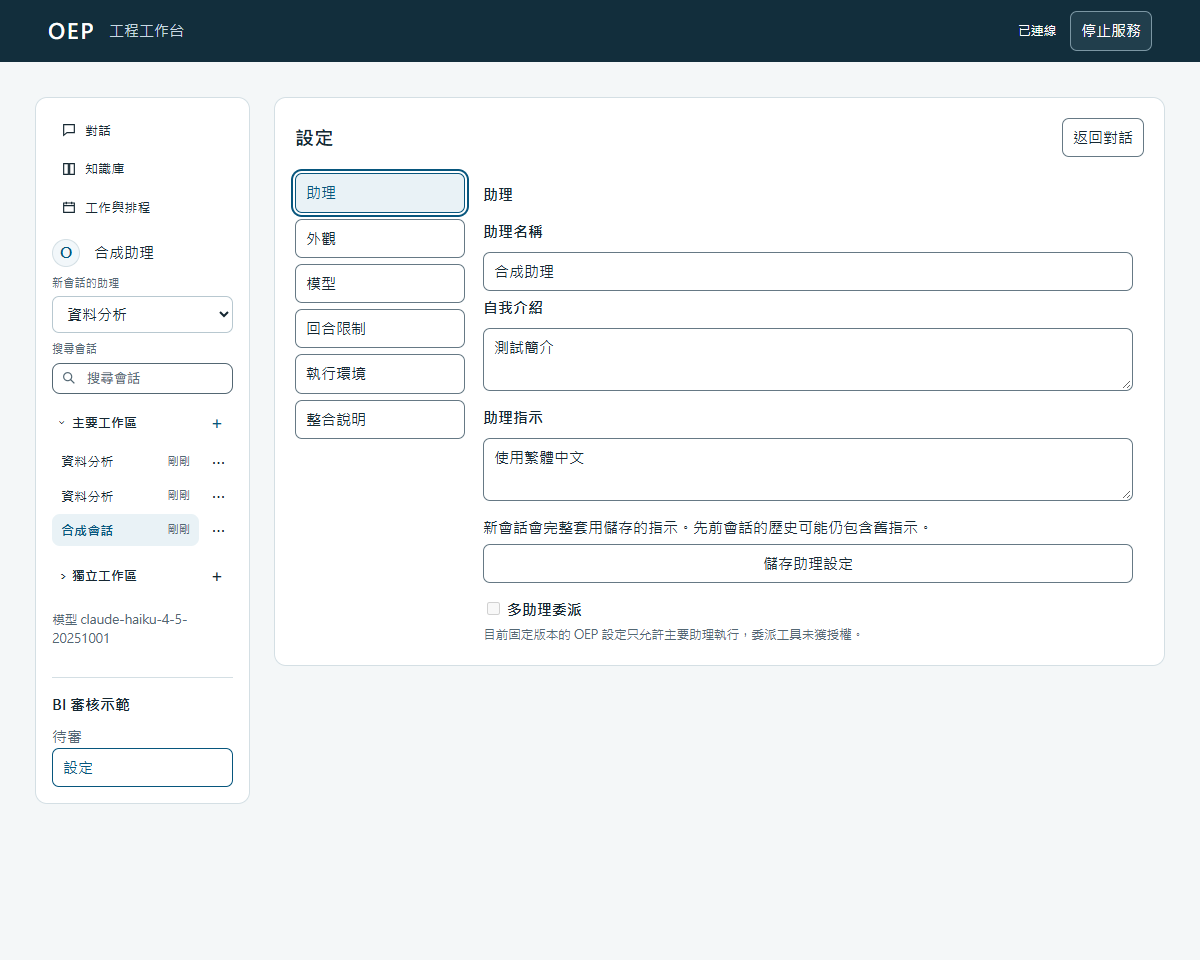 OEP 工程工作台
已連線
停止服務
對話
知識庫
工作與排程
O 合成助理
新會話的助理
資料分析
搜尋會話
搜尋會話
主要工作區 +
資料分析 剛剛 ...
資料分析 剛剛 ...
合成會話 剛剛 ...
獨立工作區 +
模型 claude-haiku-4-5-
20251001
BI 審核示範
待審
設定
設定
返回對話
助理
外觀
模型
回合限制
執行環境
整合說明
助理
助理名稱
合成助理
自我介紹
測試簡介
助理指示
使用繁體中文
新會話會完整套用儲存的指示。先前會話的歷史可能仍包含舊指示。
儲存助理設定
多助理委派
目前固定版本的 OEP 設定只允許主要助理執行，委派工具未獲授權。